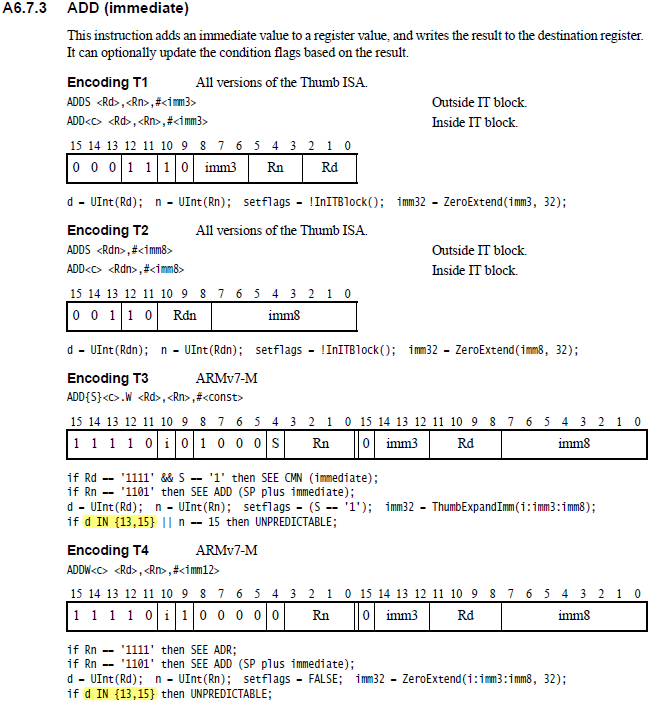 A6.7.3 ADD (immediate)
This instruction adds an immediate value to a register value, and writes the result to the destination register.
It can optionally update the condition flags based on the result.
Encoding T1 All versions of the Thumb ISA.
ADDS <Rd>,<Rn>,#<imm3> Outside IT block.
ADD<c> <Rd>,<Rn>,#<imm3> Inside IT block.
15 14 13 12 11 10 9 8 7 6 5 4 3 2 1 0
0 0 0 1 1 1 0 imm3 Rn Rd
d = UInt(Rd); n = UInt(Rn); setflags = !InITBlock(); imm32 = ZeroExtend(imm3, 32);
Encoding T2 All versions of the Thumb ISA.
ADDS <Rdn>,#<imm8> Outside IT block.
ADD<c> <Rdn>,#<imm8> Inside IT block.
15 14 13 12 11 10 9 8 7 6 5 4 3 2 1 0
0 0 1 1 0 Rdn imm8
d = UInt(Rdn); n = UInt(Rdn); setflags = !InITBlock(); imm32 = ZeroExtend(imm8, 32);
Encoding T3 ARMv7-M
ADD{S}<c>.W <Rd>,<Rn>,#<const>
15 14 13 12 11 10 9 8 7 6 5 4 3 2 1 0 15 14 13 12 11 10 9 8 7 6 5 4 3 2 1 0
1 1 1 1 0 i 0 1 0 0 0 S Rn 0 imm3 Rd imm8
if Rd == '1111' && S == '1' then SEE CMN (immediate);
if Rn == '1101' then SEE ADD (SP plus immediate);
d = UInt(Rd); n = UInt(Rn); setflags = (S == '1'); imm32 = ThumbExpandImm(i:imm3:imm8);
if d IN {13,15} || n == 15 then UNPREDICTABLE;
Encoding T4 ARMv7-M
ADDW<c> <Rd>,<Rn>,#<imm12>
15 14 13 12 11 10 9 8 7 6 5 4 3 2 1 0 15 14 13 12 11 10 9 8 7 6 5 4 3 2 1 0
1 1 1 1 0 i 1 0 0 0 0 0 Rn 0 imm3 Rd imm8
if Rn == '1111' then SEE ADR;
if Rn == '1101' then SEE ADD (SP plus immediate);
d = UInt(Rd); n = UInt(Rn); setflags = FALSE; imm32 = ZeroExtend(i:imm3:imm8, 32);
if d IN {13,15} then UNPREDICTABLE;